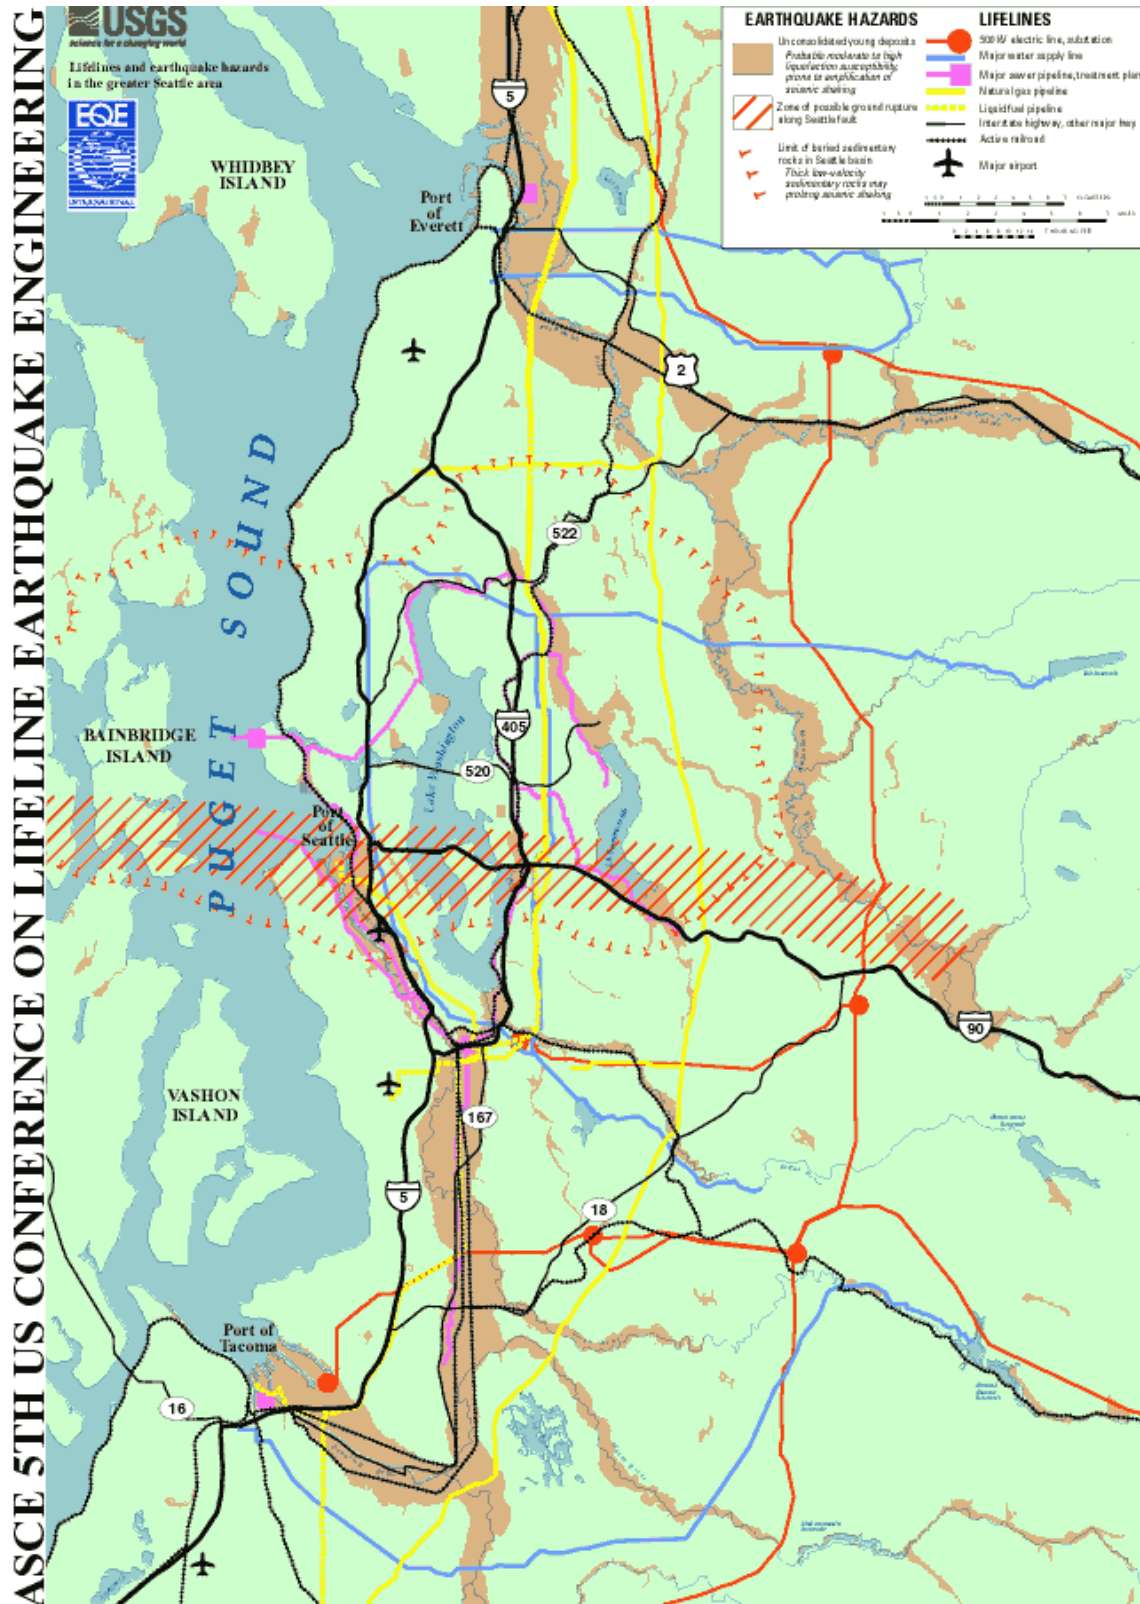 ASCE 5TH US CONFERENCE ON LIFELINE EARTHQUAKE ENGINEERING
USGS
science for a changing world
Lifelines and earthquake hazards
in the greater Seattle area
EQE
INTERNATIONAL
EARTHQUAKE HAZARDS
Unconsolidated young deposits
Probable moderate to high
liquefaction susceptibility,
prone to amplification of
seismic shaking
Zone of possible ground rupture
along Seattle fault
Limit of buried sedimentary
rocks in Seattle basin
Thick low-velocity
sedimentary rocks may
prolong seismic shaking
LIFELINES
500 kV electric line, substation
Major water supply line
Major sewer pipeline, treatment plan
Natural gas pipeline
Liquid fuel pipeline
Interstate highway, other major hwy
Active railroad
Major airport
5
WHIDBEY
ISLAND
Port
of
Everett
2
PUGET SOUND
522
405
Lake Washington
BAINBRIDGE
ISLAND
520
Port
of
Seattle
90
VASHON
ISLAND
167
5
18
Port of
Tacoma
16